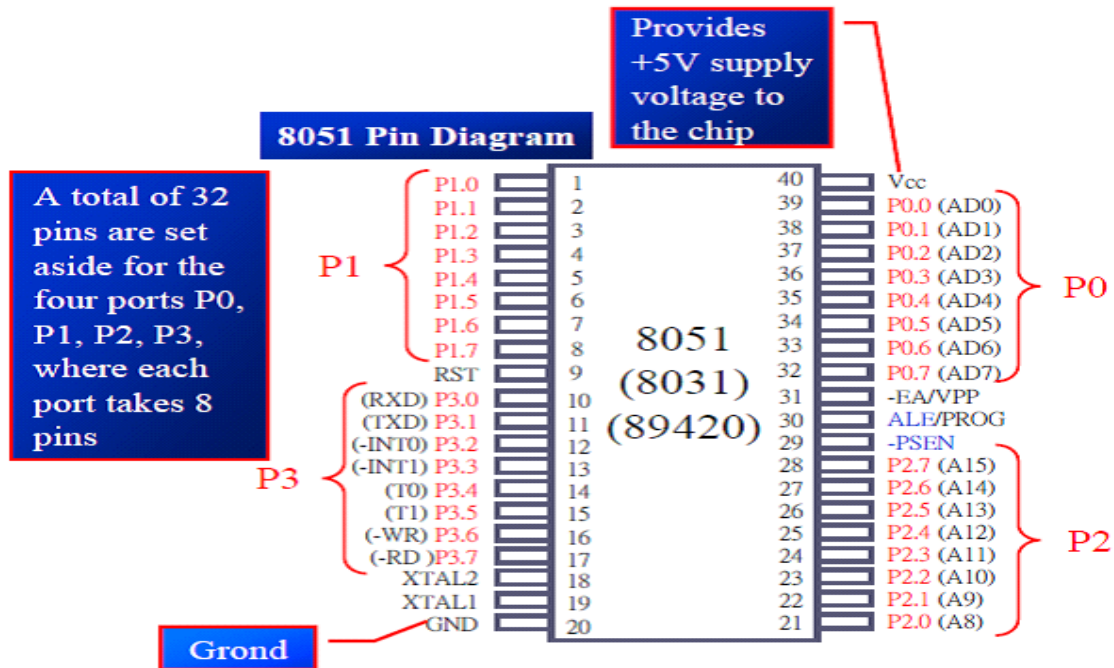 Provides
+5V supply
voltage to
the chip
8051 Pin Diagram
A total of 32
pins are set
aside for the
four ports P0,
P1, P2, P3,
where each
port takes 8
pins
P1
P1.0 1
P1.1 2
P1.2 3
P1.3 4
P1.4 5
P1.5 6
P1.6 7
P1.7 8
RST 9
P3
(RXD) P3.0 10
(TXD) P3.1 11
(-INT0) P3.2 12
(-INT1) P3.3 13
(T0) P3.4 14
(T1) P3.5 15
(-WR) P3.6 16
(-RD )P3.7 17
XTAL2 18
XTAL1 19
GND 20
Grond
8051
(8031)
(89420)
40 Vcc
39 P0.0 (AD0)
38 P0.1 (AD1)
37 P0.2 (AD2)
36 P0.3 (AD3)
35 P0.4 (AD4)
34 P0.5 (AD5)
33 P0.6 (AD6)
32 P0.7 (AD7)
P0
31 -EA/VPP
30 ALE/PROG
29 -PSEN
28 P2.7 (A15)
27 P2.6 (A14)
26 P2.5 (A13)
25 P2.4 (A12)
24 P2.3 (A11)
23 P2.2 (A10)
22 P2.1 (A9)
21 P2.0 (A8)
P2